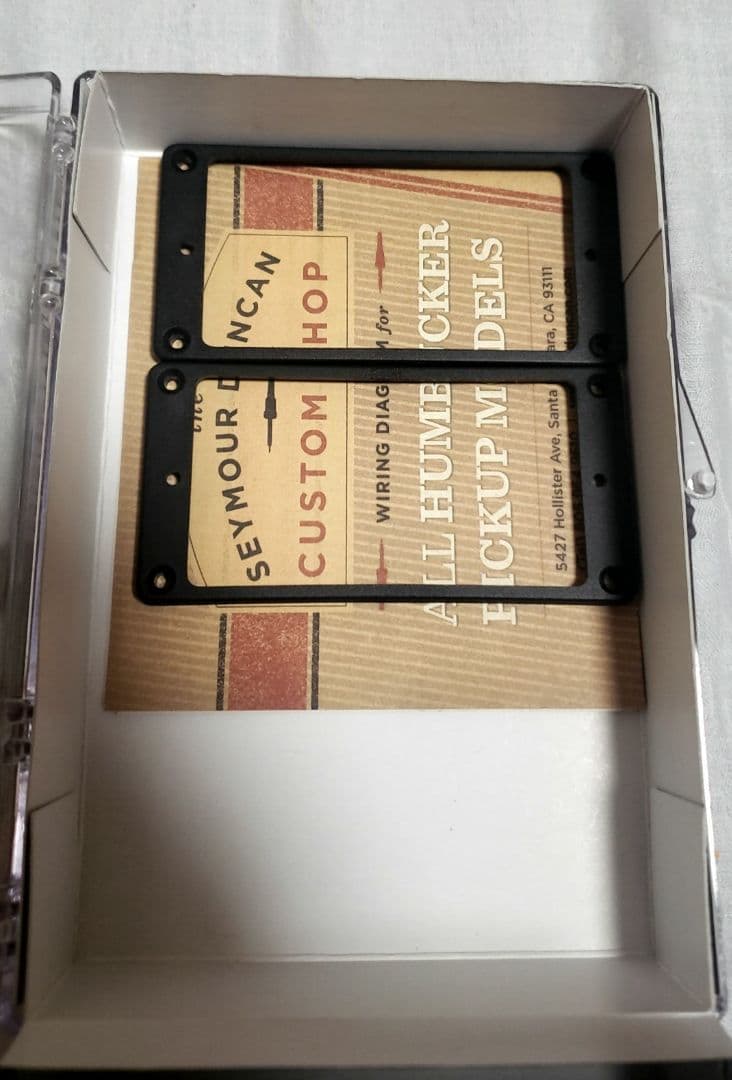 the
SEYMOUR D NCAN
CUSTOM HOP
WIRING DIAG M for
ALL HUMB CKER
PICKUP M DELS
5427 Hollister Ave, Santa ara, CA 93111